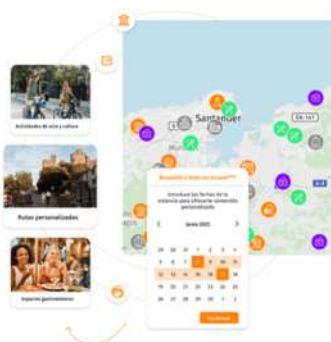 Actividades de ocio y cultura
Rutas personalizadas
Espacios gastronómicos
Santander
Introduce las fechas de tu
estancia para ofrecerte contenido
personalizado
Junio 2025
29 30 31 1 2 3 4
5 6 7 8 9 10 11
12 13 14 15 16 17 18
19 20 21 22 23 24 25
26 27 28 29 30 1 2
Continuar